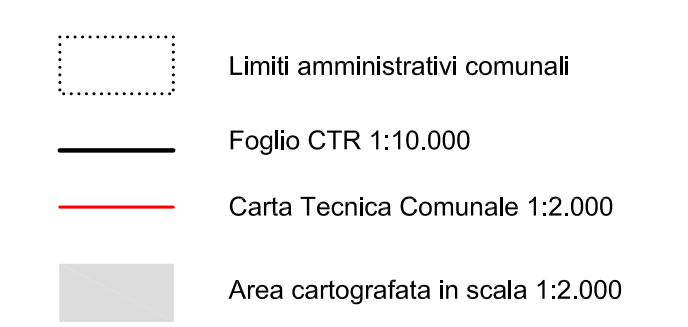 Limiti amministrativi comunali
Foglio CTR 1:10.000
Carta Tecnica Comunale 1:2.000
Area cartografata in scala 1:2.000